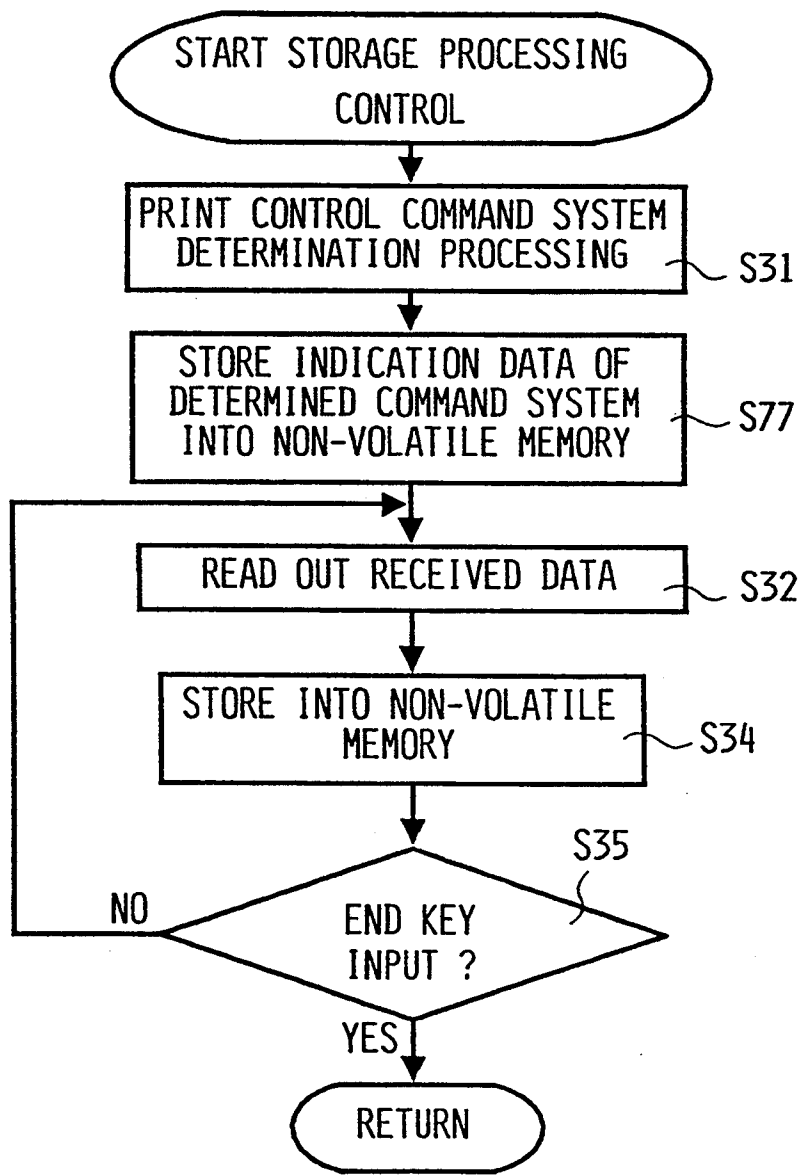 START STORAGE PROCESSING
CONTROL
PRINT CONTROL COMMAND SYSTEM
DETERMINATION PROCESSING
S31
STORE INDICATION DATA OF
DETERMINED COMMAND SYSTEM
INTO NON-VOLATILE MEMORY
S77
READ OUT RECEIVED DATA
S32
STORE INTO NON-VOLATILE
MEMORY
S34
S35
NO
END KEY
INPUT ?
YES
RETURN